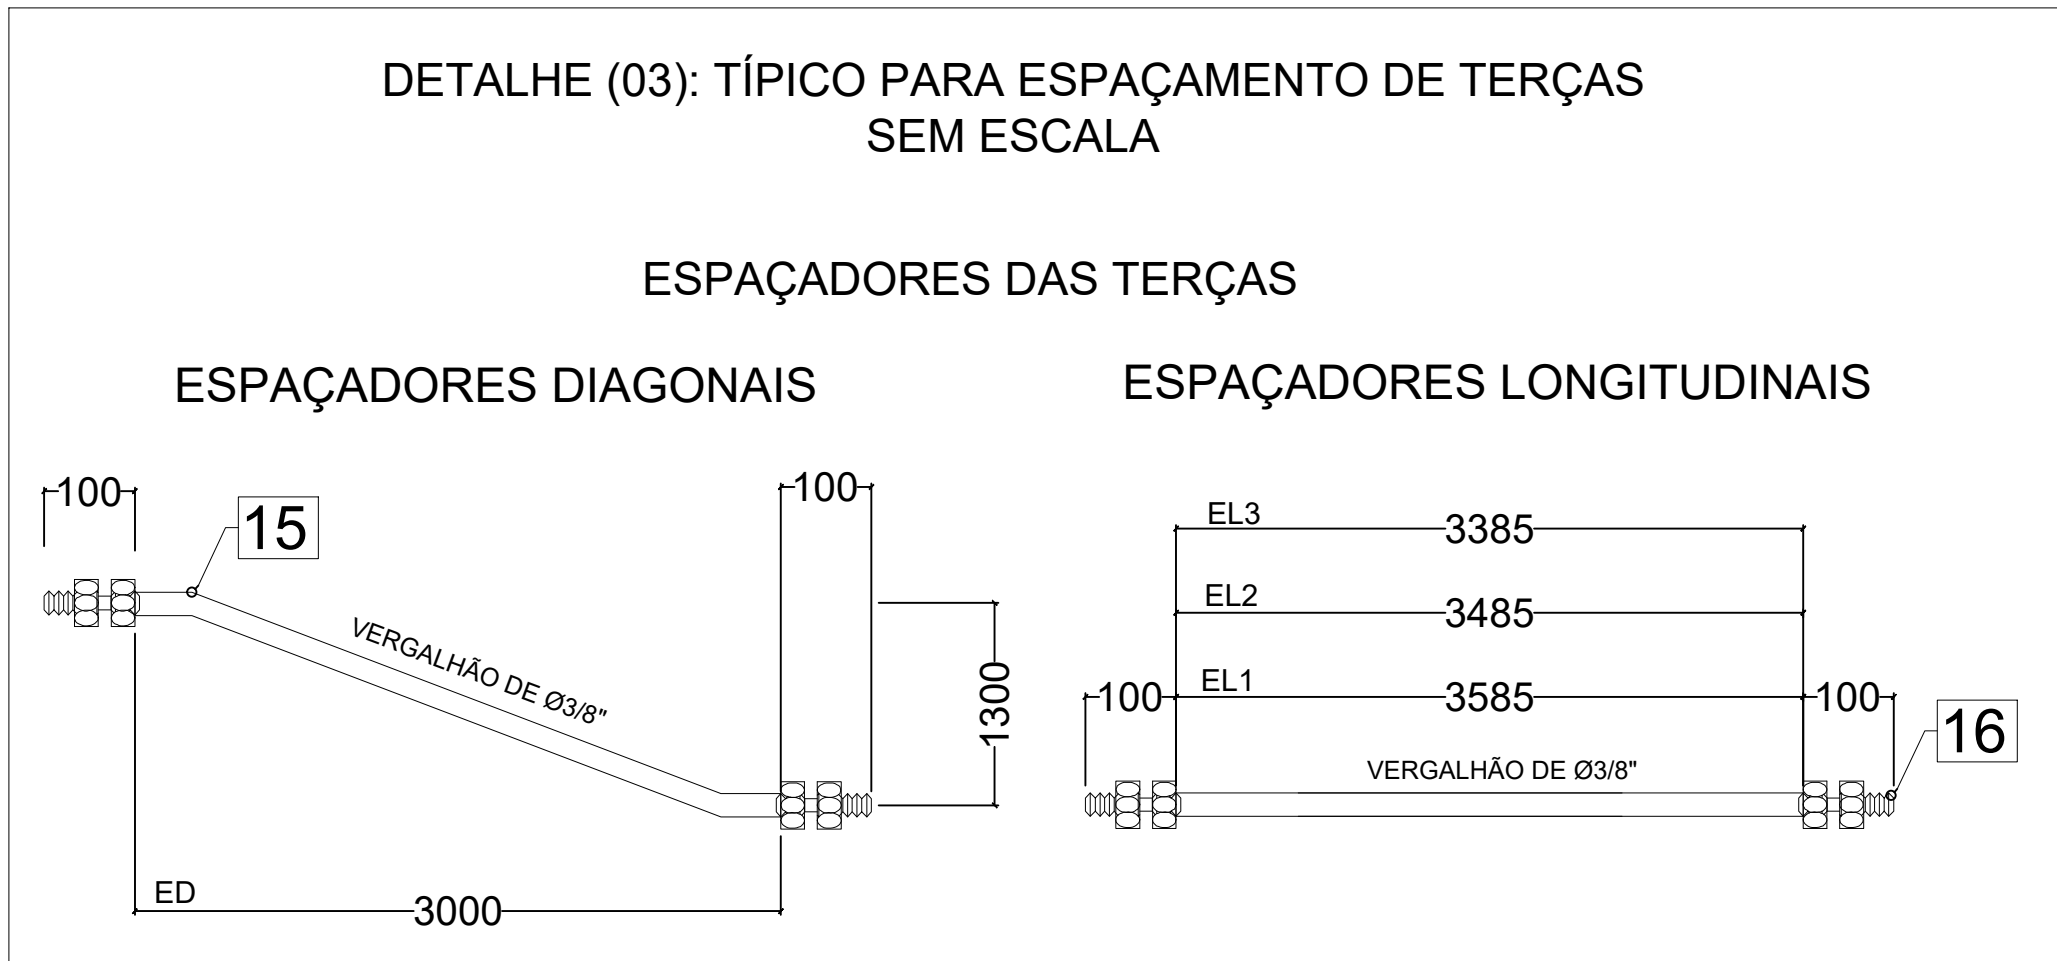 DETALHE (03): TÍPICO PARA ESPAÇAMENTO DE TERÇAS
SEM ESCALA
ESPAÇADORES DAS TERÇAS
ESPAÇADORES DIAGONAIS
100
15
100
VERGALHÃO DE Ø3/8"
1300
ED
3000
ESPAÇADORES LONGITUDINAIS
EL3
3385
EL2
3485
100
EL1
3585
100
16
VERGALHÃO DE Ø3/8"